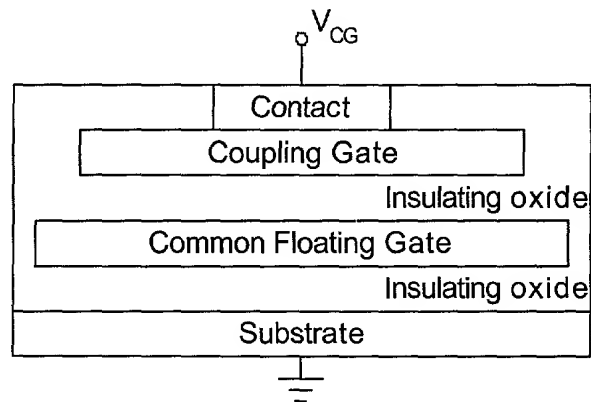 V_CG
Contact
Coupling Gate
Insulating oxide
Common Floating Gate
Insulating oxide
Substrate